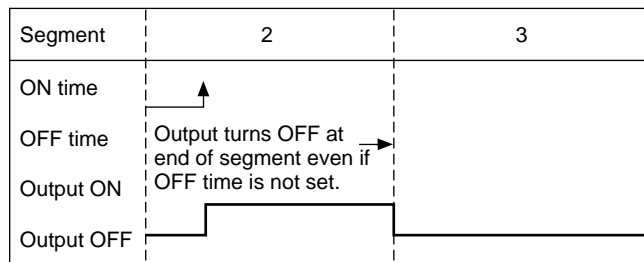 Segment 2 3
ON time
OFF time
Output turns OFF at
end of segment even if
OFF time is not set.
Output ON
Output OFF